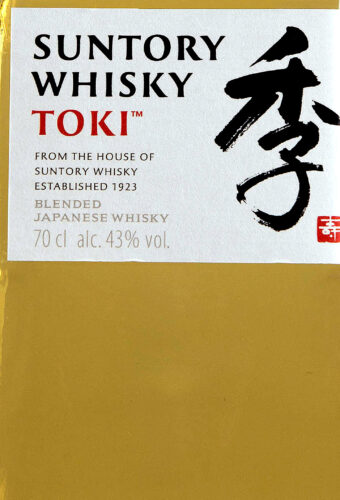 SUNTORY
WHISKY
TOKI™
FROM THE HOUSE OF
SUNTORY WHISKY
ESTABLISHED 1923
BLENDED
JAPANESE WHISKY
70 cl alc. 43% vol.
季
寿